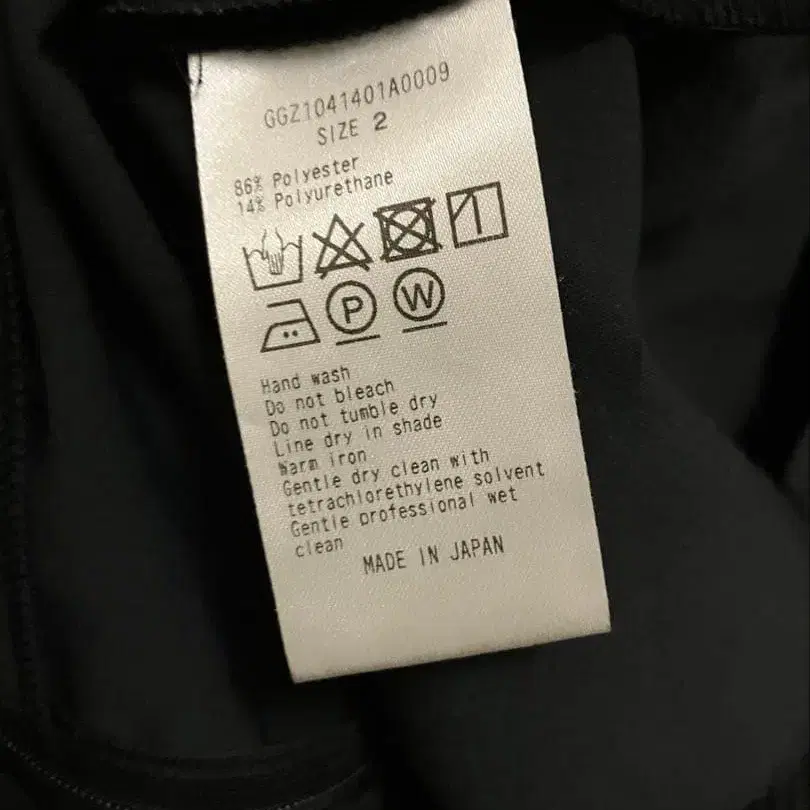 GGZ1041401A0009
SIZE 2
86% Polyester
14% Polyurethane
P W
Hand wash
Do not bleach
Do not tumble dry
Line dry in shade
Warm iron
Gentle dry clean with
tetrachlorethylene solvent
Gentle professional wet
clean
MADE IN JAPAN